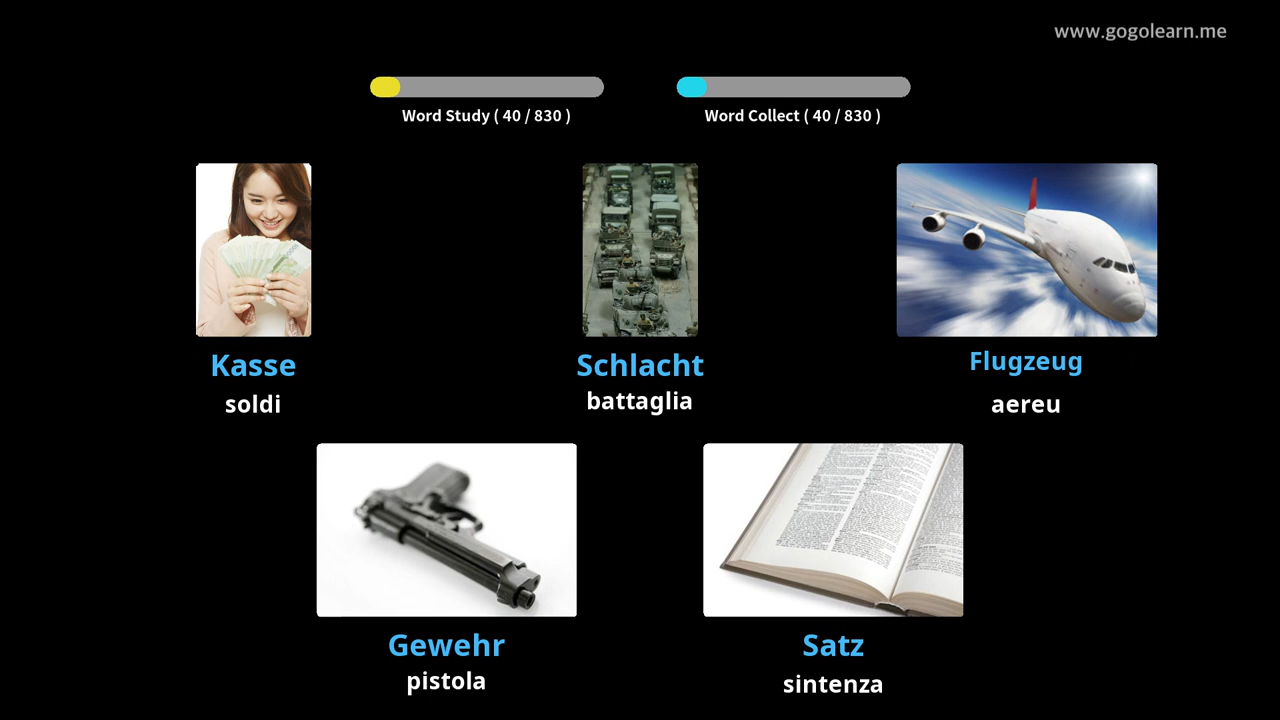 www.gogolearn.me
Word Study ( 40 / 830 )
Word Collect ( 40 / 830 )
Kasse
soldi
Schlacht
battaglia
Flugzeug
aereu
Gewehr
pistola
Satz
sintenza